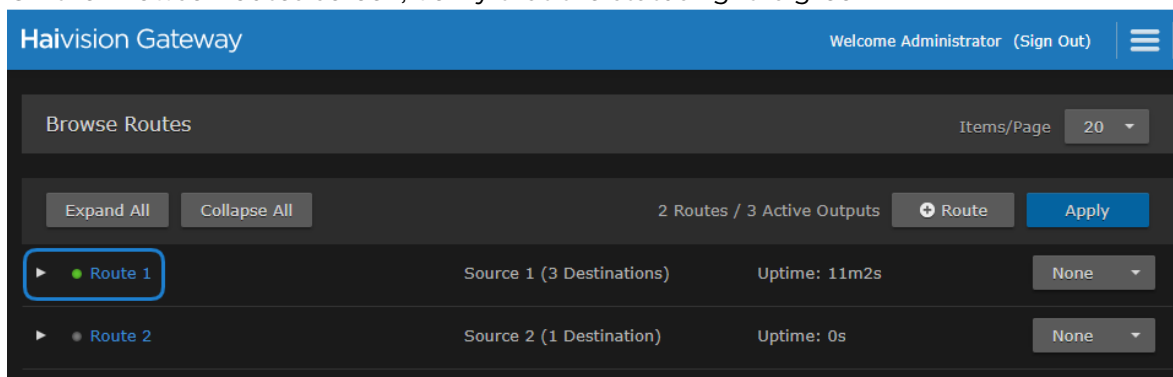 Haivision Gateway
Welcome Administrator (Sign Out)
Browse Routes
Items/Page 20
Expand All
Collapse All
2 Routes / 3 Active Outputs
Route
Apply
Route 1
Source 1 (3 Destinations)
Uptime: 11m2s
None
Route 2
Source 2 (1 Destination)
Uptime: 0s
None